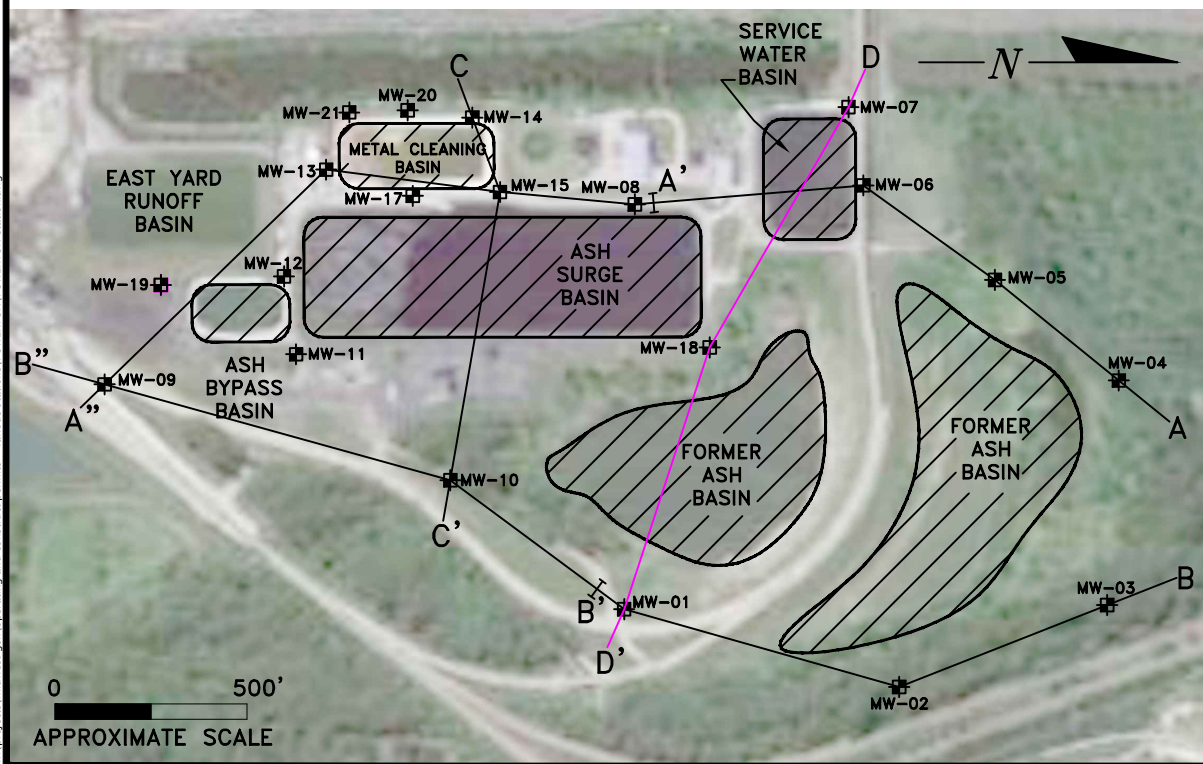 SERVICE
WATER
BASIN
D
N
C
MW-20
MW-21
MW-14
MW-07
METAL CLEANING
BASIN
MW-13
EAST YARD
RUNOFF
BASIN
MW-17
MW-15
MW-08
A'
MW-06
MW-12
MW-19
ASH
SURGE
BASIN
MW-05
MW-11
MW-18
B"
MW-09
A"
ASH
BYPASS
BASIN
MW-04
A
FORMER
ASH
BASIN
FORMER
ASH
BASIN
MW-10
C'
B'
MW-01
D'
MW-03
B
MW-02
0 500'
APPROXIMATE SCALE